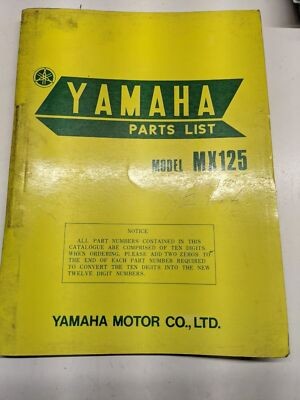 YAMAHA
PARTS LIST
MODEL MX125
NOTICE
ALL PART NUMBERS CONTAINED IN THIS
CATALOGUE ARE COMPRISED OF TEN DIGITS.
WHEN ORDERING, PLEASE ADD TWO ZEROS TO
THE END OF EACH PART NUMBER REQUIRED
TO CONVERT THE TEN DIGITS INTO THE NEW
TWELVE DIGIT NUMBERS.
YAMAHA MOTOR CO., LTD.